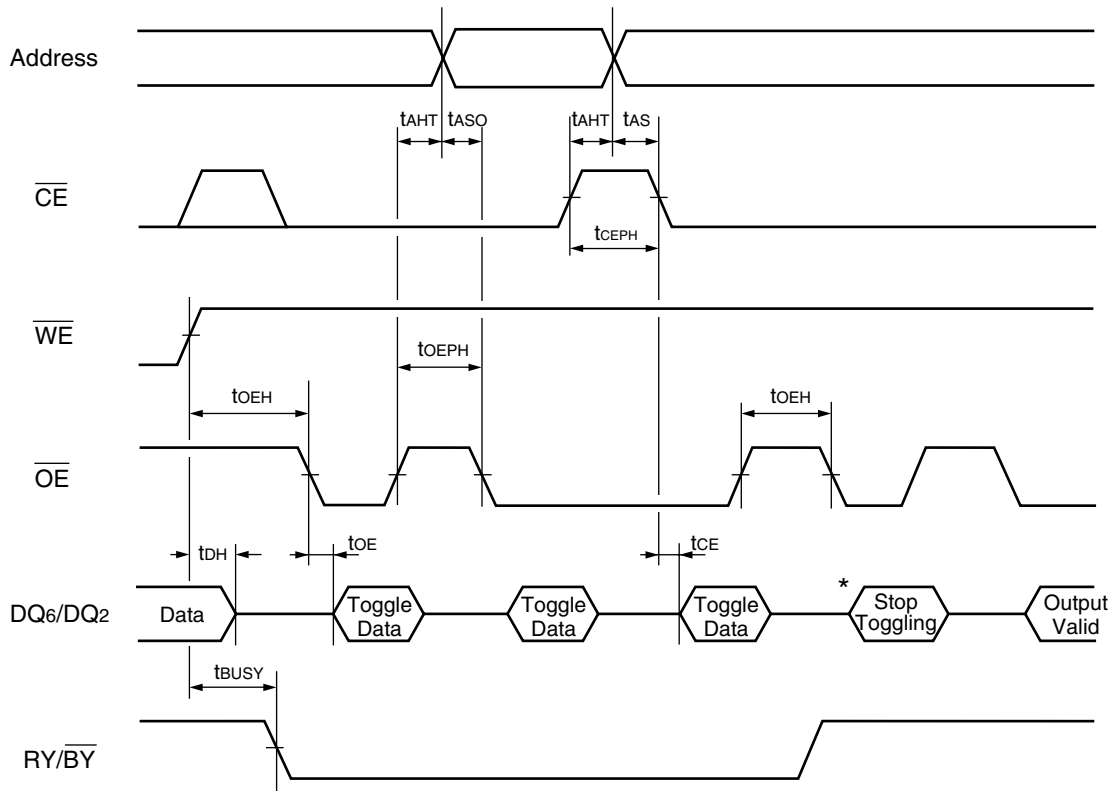 Address
tAHT tASO tAHT tAS
CE
tCEPH
WE
tOEPH
tOEH tOEH
OE
tDH tOE tCE
*
DQ6/DQ2 Data Toggle Data Toggle Data Toggle Data Stop Toggling Output Valid
tBUSY
RY/BY